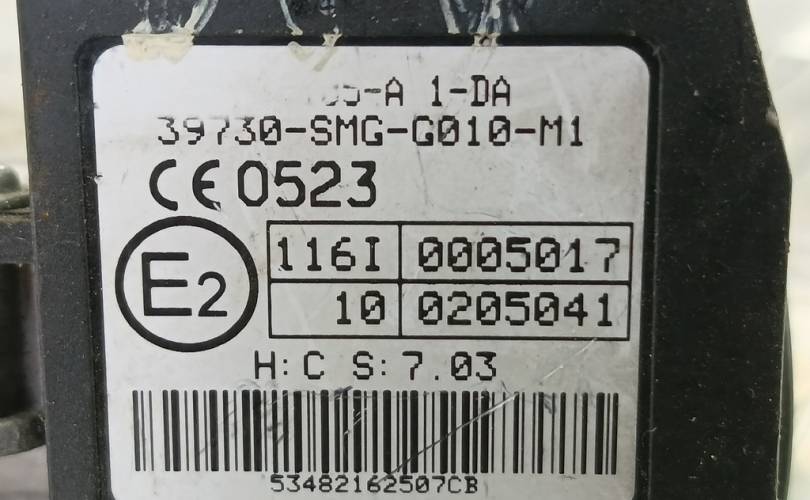 1-DA
39730-SMG-G010-M1
CE 0523
E2
116I 0005017
10 0205041
H: C S: 7.03
53482162507CB